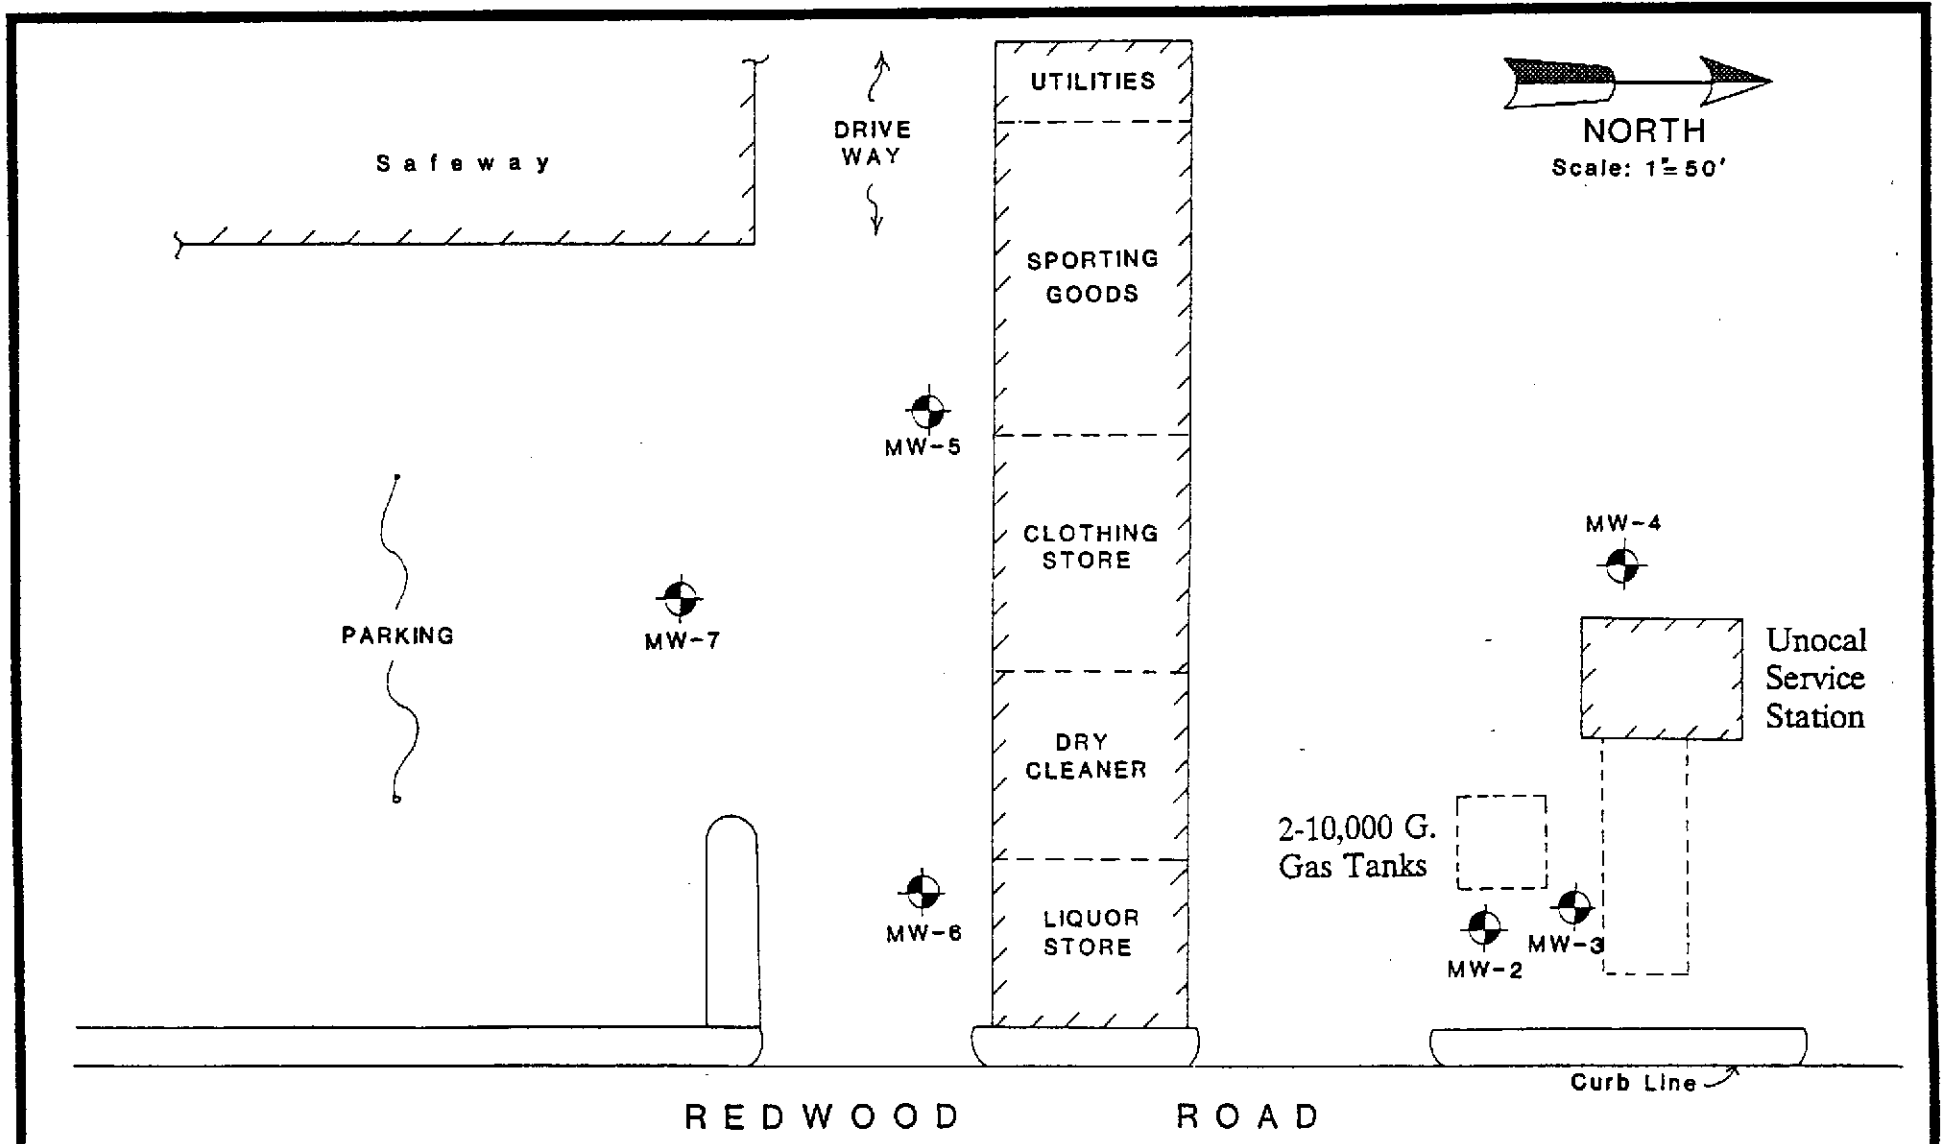 UTILITIES
NORTH
Scale: 1"=50'
DRIVE
WAY
Safeway
SPORTING
GOODS
MW-5
MW-4
CLOTHING
STORE
PARKING
MW-7
Unocal
Service
Station
DRY
CLEANER
2-10,000 G.
Gas Tanks
LIQUOR
STORE
MW-6
MW-3
MW-2
Curb Line
REDWOOD ROAD